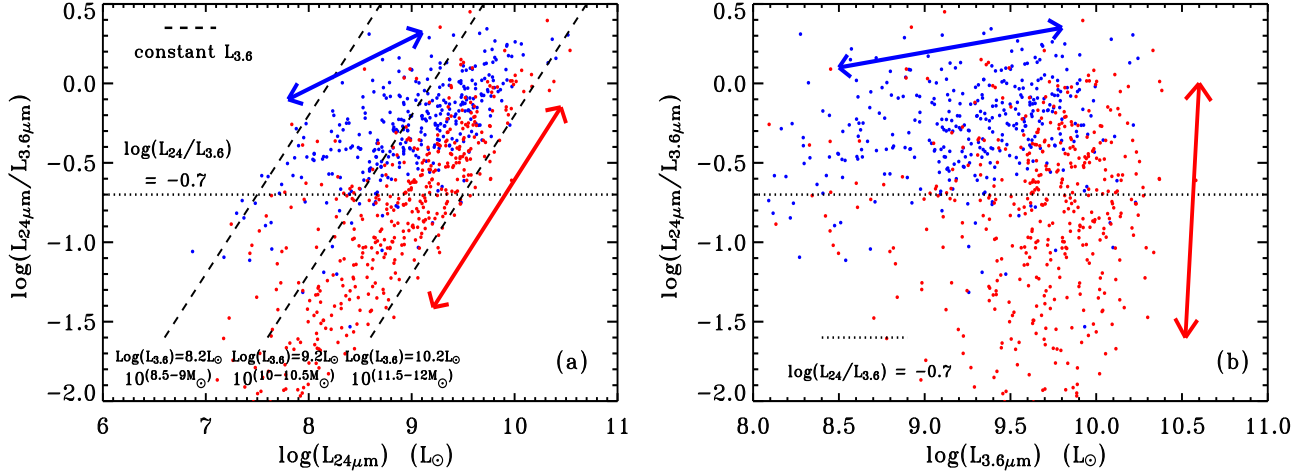 constant L3.6
log(L24/L3.6)
= −0.7
Log(L3.6)=8.2L⊙ Log(L3.6)=9.2L⊙ Log(L3.6)=10.2L⊙
10(8.5−9M⊙) 10(10−10.5M⊙) 10(11.5−12M⊙)
(a)
0.5
0.0
−0.5
−1.0
−1.5
−2.0
log(L24μm/L3.6μm)
6 7 8 9 10 11
log(L24μm) (L⊙)
0.5
0.0
−0.5
−1.0
−1.5
−2.0
log(L24μm/L3.6μm)
log(L24/L3.6) = −0.7
(b)
8.0 8.5 9.0 9.5 10.0 10.5 11.0
log(L3.6μm) (L⊙)